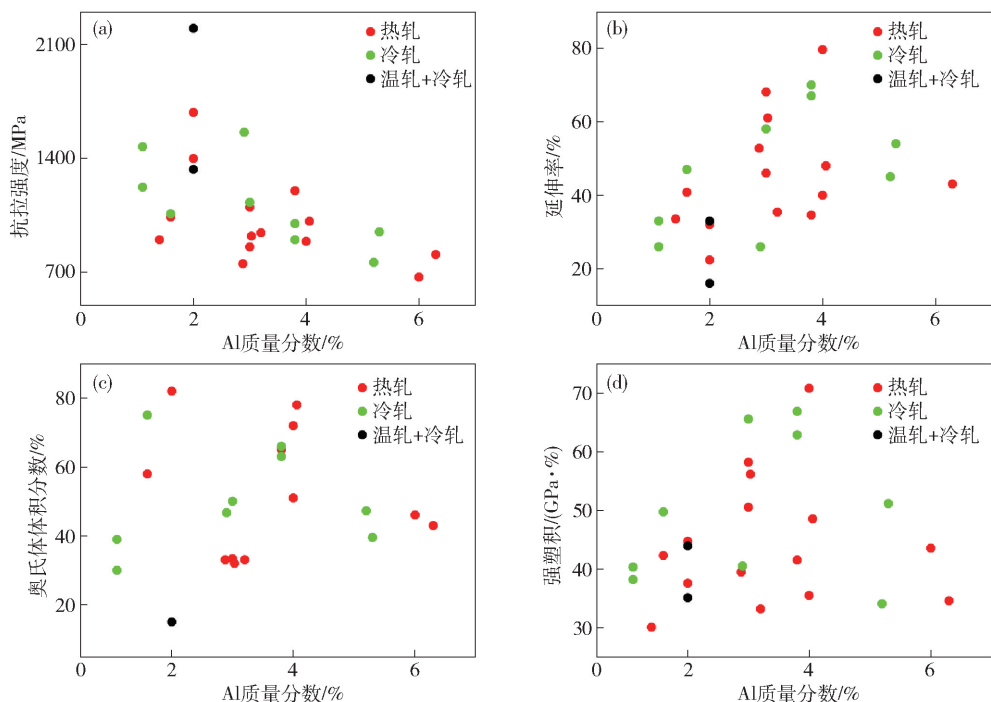 (a)
热轧
冷轧
温轧+冷轧
2100
1400
700
抗拉强度/MPa
0 2 4 6
Al质量分数/%
(b)
热轧
冷轧
温轧+冷轧
80
60
40
20
延伸率/%
0 2 4 6
Al质量分数/%
(c)
热轧
冷轧
温轧+冷轧
80
60
40
20
奥氏体体积分数/%
0 2 4 6
Al质量分数/%
(d)
热轧
冷轧
温轧+冷轧
70
60
50
40
30
强塑积/(GPa·%)
0 2 4 6
Al质量分数/%